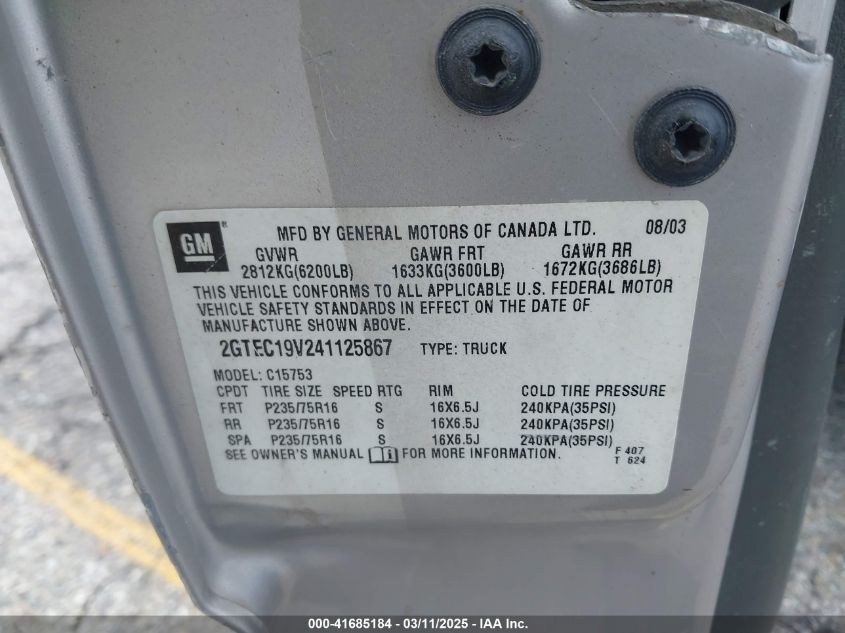 GM
MFD BY GENERAL MOTORS OF CANADA LTD. 08/03
GVWR GAWR FRT GAWR RR
2812KG(6200LB) 1633KG(3600LB) 1672KG(3686LB)
THIS VEHICLE CONFORMS TO ALL APPLICABLE U.S. FEDERAL MOTOR
VEHICLE SAFETY STANDARDS IN EFFECT ON THE DATE OF
MANUFACTURE SHOWN ABOVE.
2GTEC19V241125867 TYPE: TRUCK
MODEL: C15753
CPDT TIRE SIZE SPEED RTG RIM COLD TIRE PRESSURE
FRT P235/75R16 S 16X6.5J 240KPA(35PSI)
RR P235/75R16 S 16X6.5J 240KPA(35PSI)
SPA P235/75R16 S 16X6.5J 240KPA(35PSI)
SEE OWNER'S MANUAL FOR MORE INFORMATION.
F 407
T 624
000-41685184 - 03/11/2025 - IAA Inc.